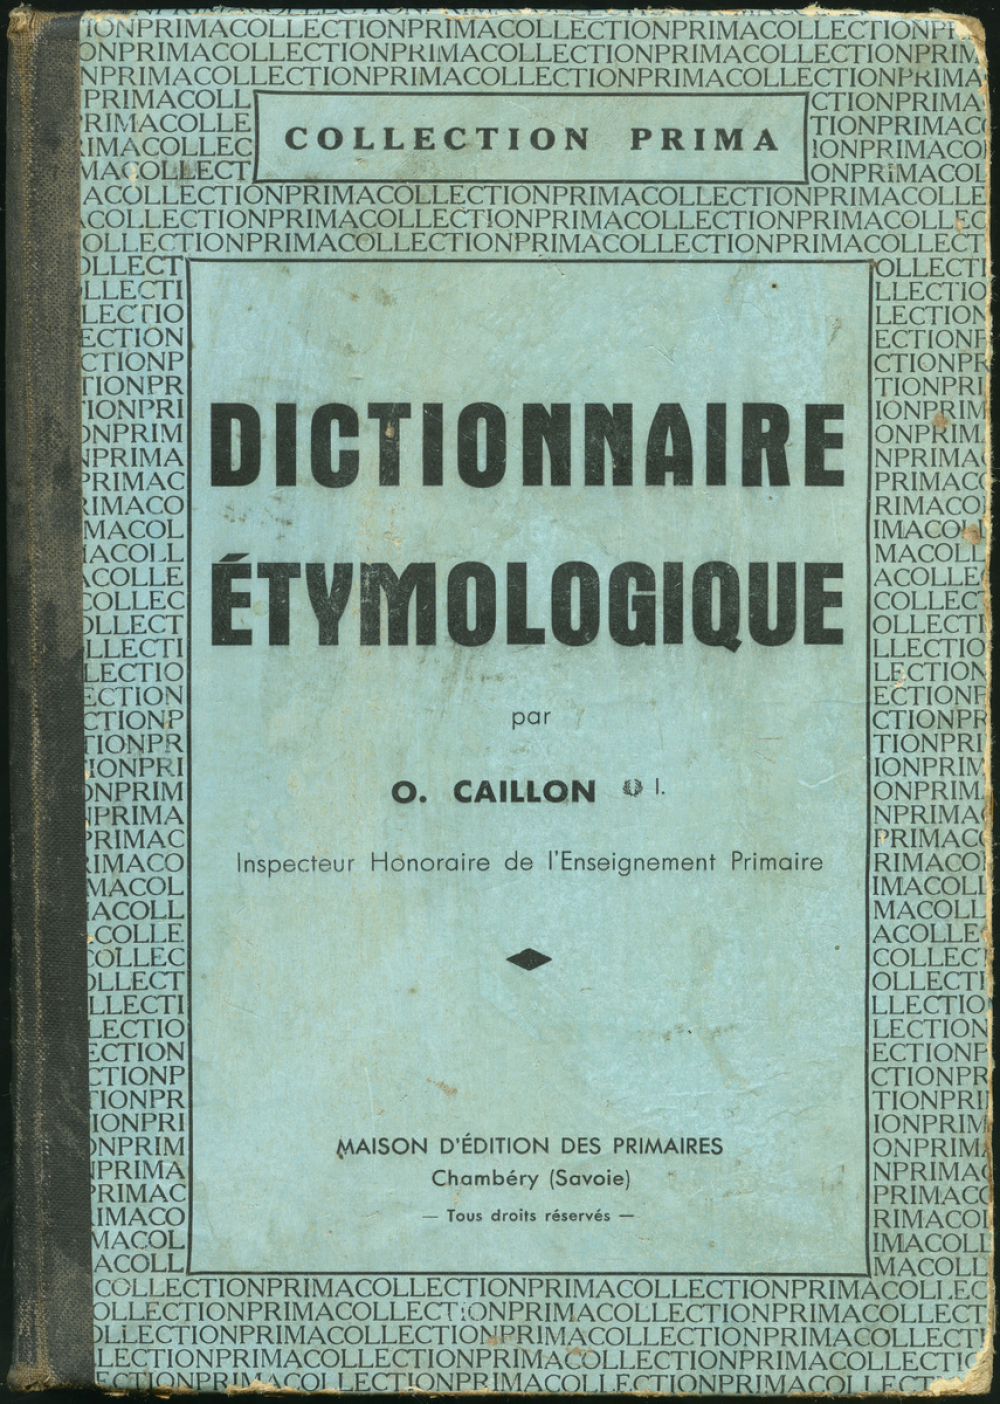 COLLECTION PRIMA
DICTIONNAIRE
ÉTYMOLOGIQUE
par
O. CAILLON I.
Inspecteur Honoraire de l'Enseignement Primaire
MAISON D'ÉDITION DES PRIMAIRES
Chambéry (Savoie)
— Tous droits réservés —